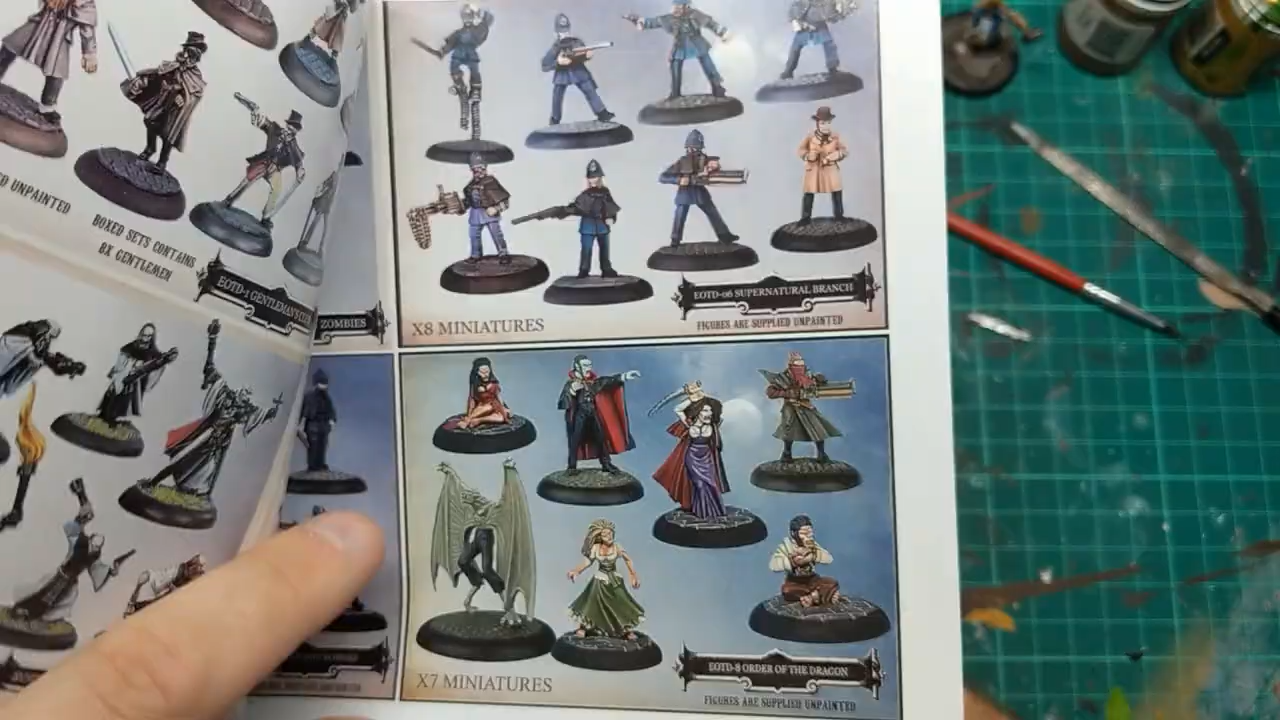 ED UNPAINTED
BOXED SETS CONTAINS
8X GENTLEMEN
EOTD-1 GENTLEMAN'S
ZOMBIES
X8 MINIATURES
EOTD-06 SUPERNATURAL BRANCH
FIGURES ARE SUPPLIED UNPAINTED
X7 MINIATURES
EOTD-8 ORDER OF THE DRAGON
FIGURES ARE SUPPLIED UNPAINTED